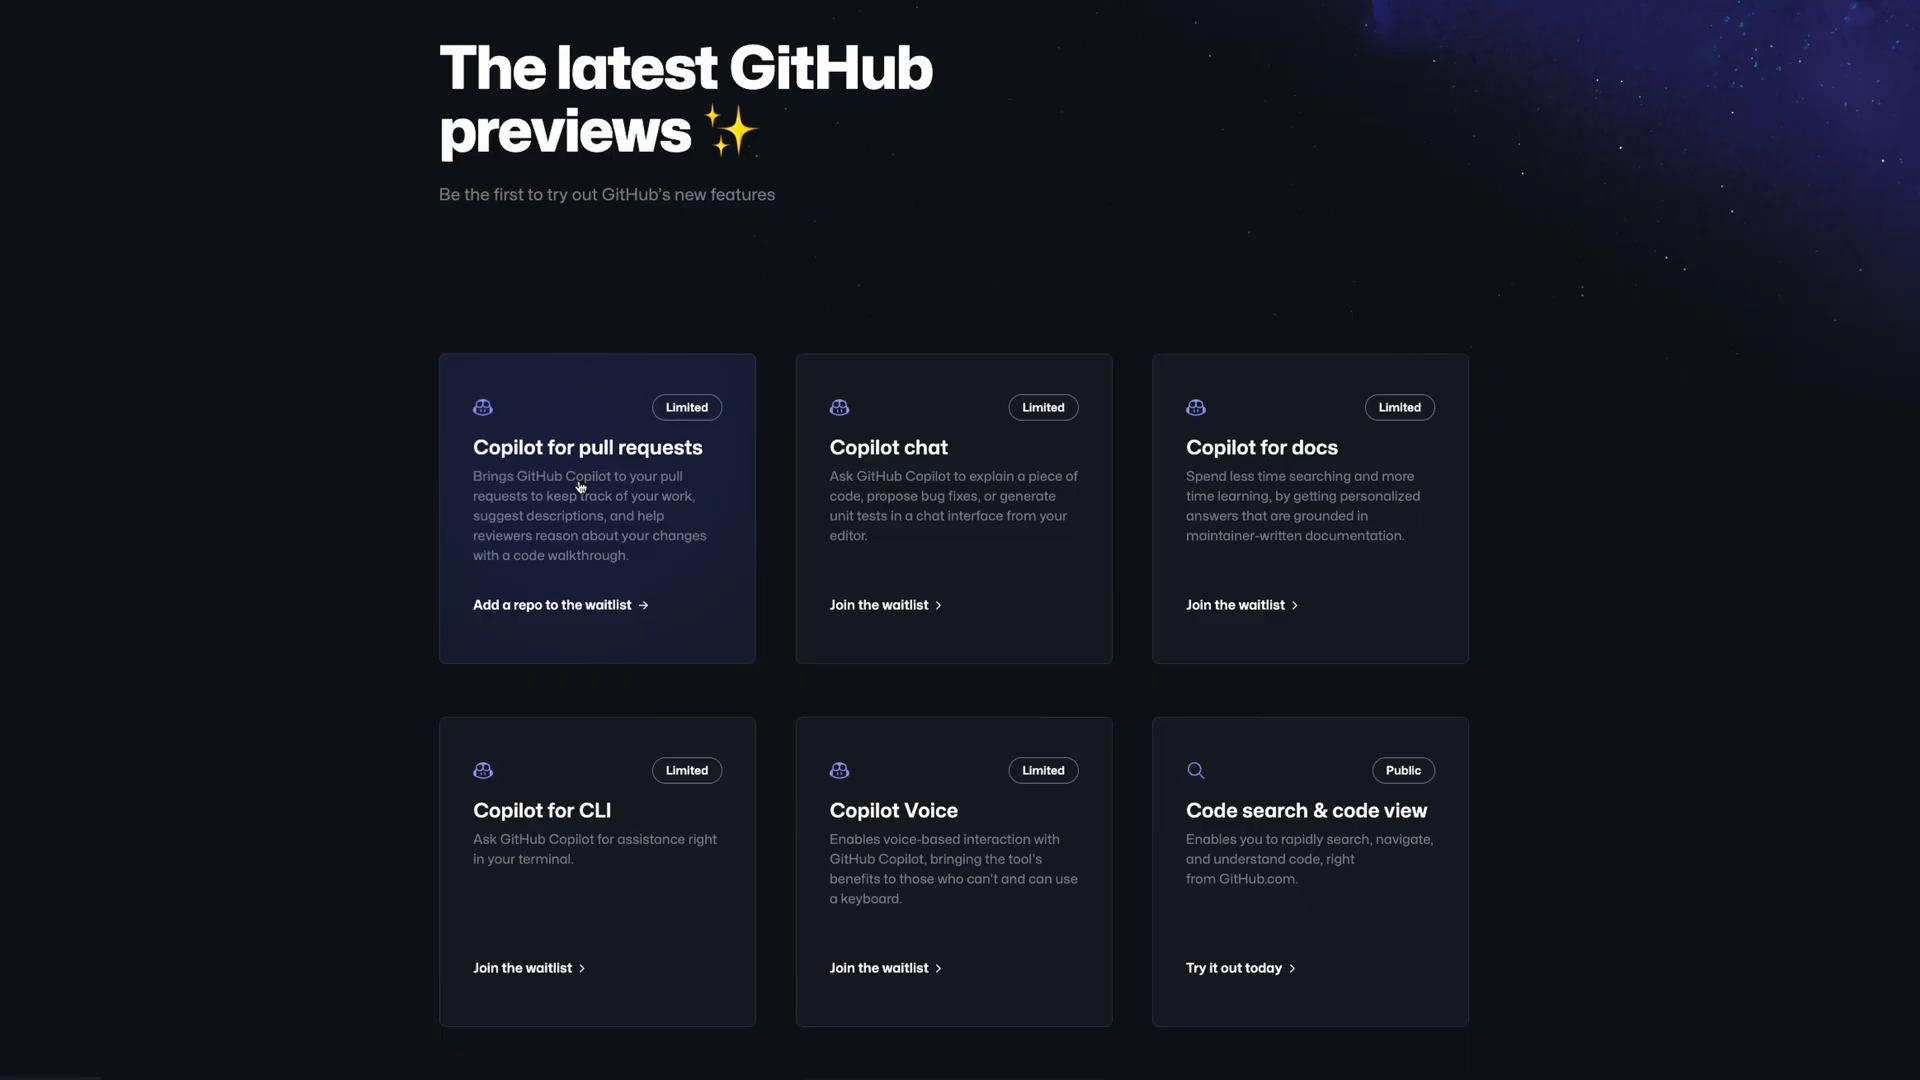 The latest GitHub
previews ✨
Be the first to try out GitHub's new features
Limited
Copilot for pull requests
Brings GitHub Copilot to your pull
requests to keep track of your work,
suggest descriptions, and help
reviewers reason about your changes
with a code walkthrough.
Add a repo to the waitlist →
Limited
Copilot chat
Ask GitHub Copilot to explain a piece of
code, propose bug fixes, or generate
unit tests in a chat interface from your
editor.
Join the waitlist >
Limited
Copilot for docs
Spend less time searching and more
time learning, by getting personalized
answers that are grounded in
maintainer-written documentation.
Join the waitlist >
Limited
Copilot for CLI
Ask GitHub Copilot for assistance right
in your terminal.
Join the waitlist >
Limited
Copilot Voice
Enables voice-based interaction with
GitHub Copilot, bringing the tool's
benefits to those who can't and can use
a keyboard.
Join the waitlist >
Public
Code search & code view
Enables you to rapidly search, navigate,
and understand code, right
from GitHub.com.
Try it out today >